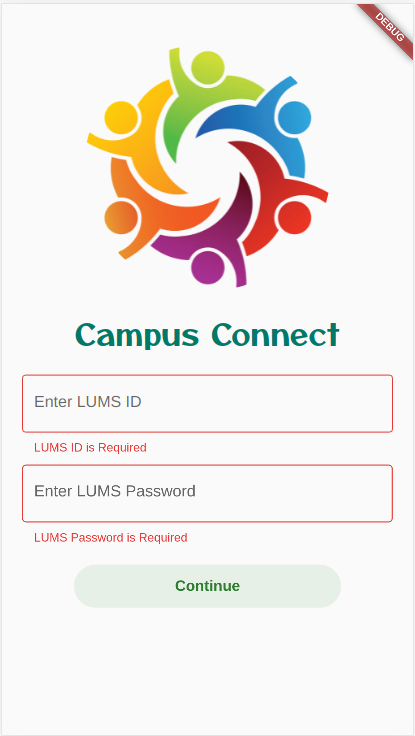 DEBUG
Campus Connect
Enter LUMS ID
LUMS ID is Required
Enter LUMS Password
LUMS Password is Required
Continue